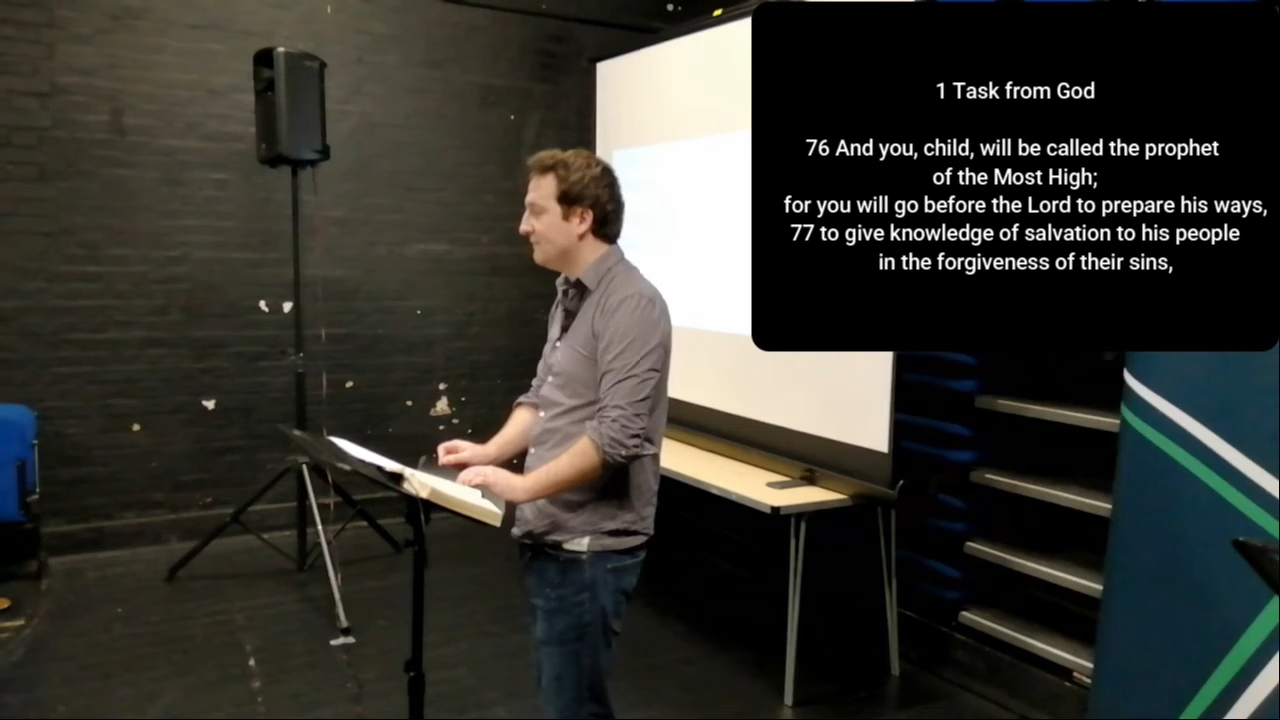 1 Task from God
76 And you, child, will be called the prophet
of the Most High;
for you will go before the Lord to prepare his ways,
77 to give knowledge of salvation to his people
in the forgiveness of their sins,